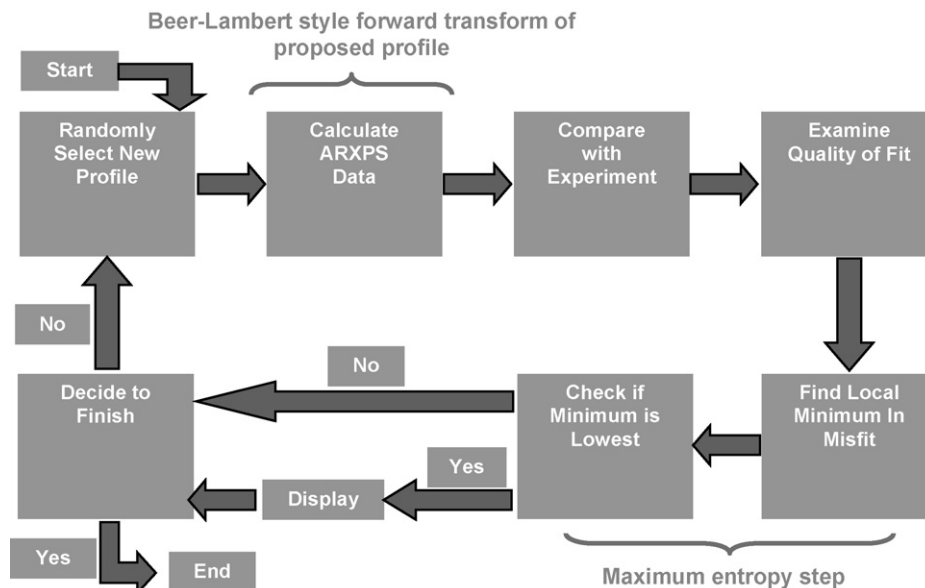 Beer-Lambert style forward transform of
proposed profile
Start
Randomly
Select New
Profile
Calculate
ARXPS
Data
Compare
with
Experiment
Examine
Quality of Fit
No
No
Decide to
Finish
Check if
Minimum is
Lowest
Find Local
Minimum In
Misfit
Yes
Display
Yes
End
Maximum entropy step